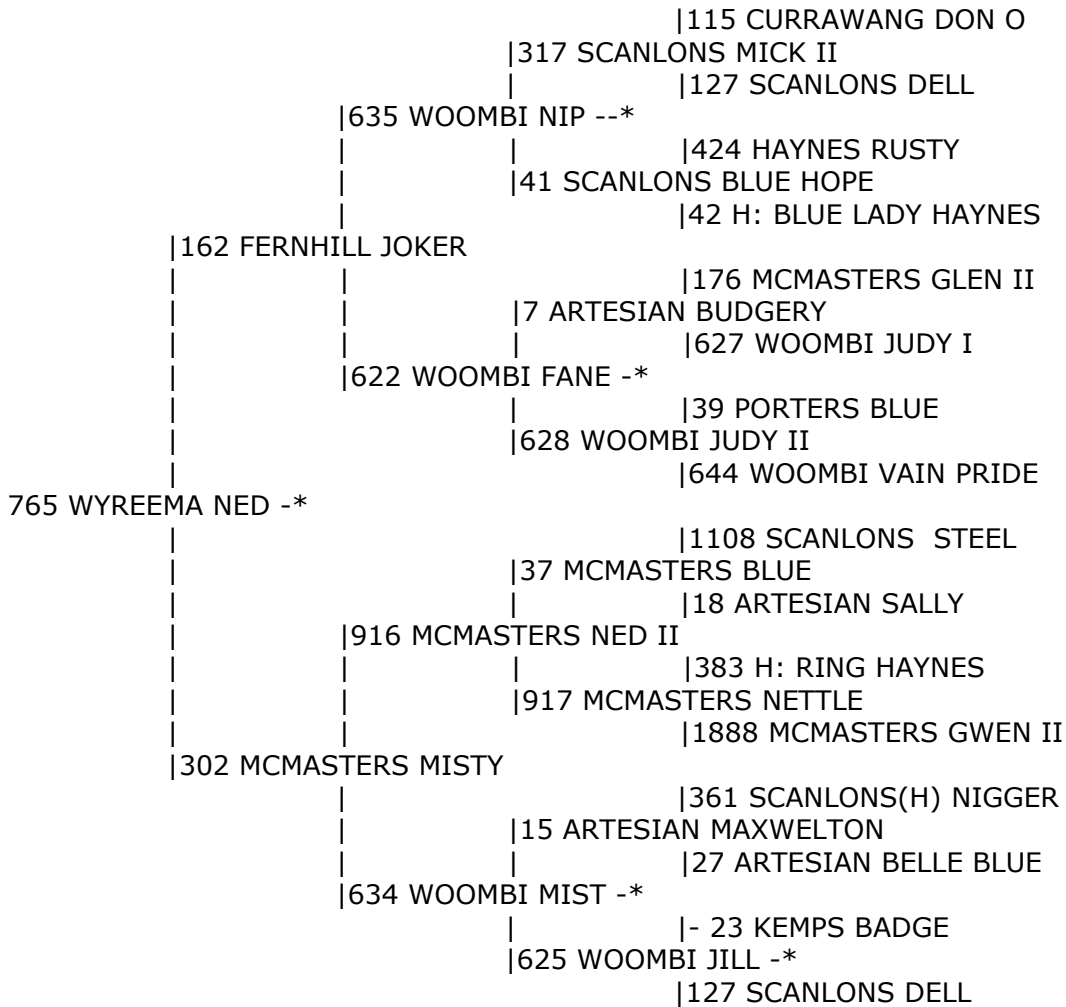 |115 CURRAWANG DON O
|317 SCANLONS MICK II
| |127 SCANLONS DELL
|635 WOOMBI NIP --*
| | |424 HAYNES RUSTY
| |41 SCANLONS BLUE HOPE
| |42 H: BLUE LADY HAYNES
|162 FERNHILL JOKER
| | |176 MCMASTERS GLEN II
| | |7 ARTESIAN BUDGERY
| | | |627 WOOMBI JUDY I
| |622 WOOMBI FANE -*
| | |39 PORTERS BLUE
| |628 WOOMBI JUDY II
| |644 WOOMBI VAIN PRIDE
765 WYREEMA NED -*
| |1108 SCANLONS  STEEL
| |37 MCMASTERS BLUE
| | |18 ARTESIAN SALLY
| |916 MCMASTERS NED II
| | | |383 H: RING HAYNES
| | |917 MCMASTERS NETTLE
| | |1888 MCMASTERS GWEN II
|302 MCMASTERS MISTY
| |361 SCANLONS(H) NIGGER
| |15 ARTESIAN MAXWELTON
| | |27 ARTESIAN BELLE BLUE
|634 WOOMBI MIST -*
| |- 23 KEMPS BADGE
|625 WOOMBI JILL -*
|127 SCANLONS DELL